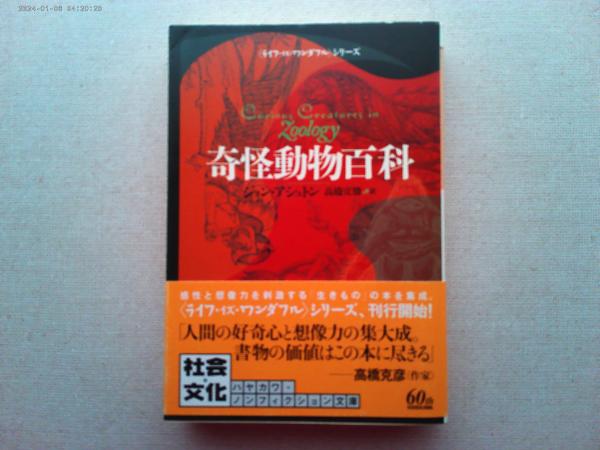 2024-01-08 04:20:20
〈ライフ・イズ・ワンダフル〉シリーズ
Curious Creatures in
Zoology
奇怪動物百科
ジョン・アシュトン 高橋宣勝 訳
感性と想像力を刺激する「生きもの」の本を集成。
〈ライフ・イズ・ワンダフル〉シリーズ、刊行開始!
「人間の好奇心と想像力の集大成。
書物の価値はこの本に尽きる」
——高橋克彦（作家）
社会・文化
ハヤカワ・
ノンフィクション文庫
60th